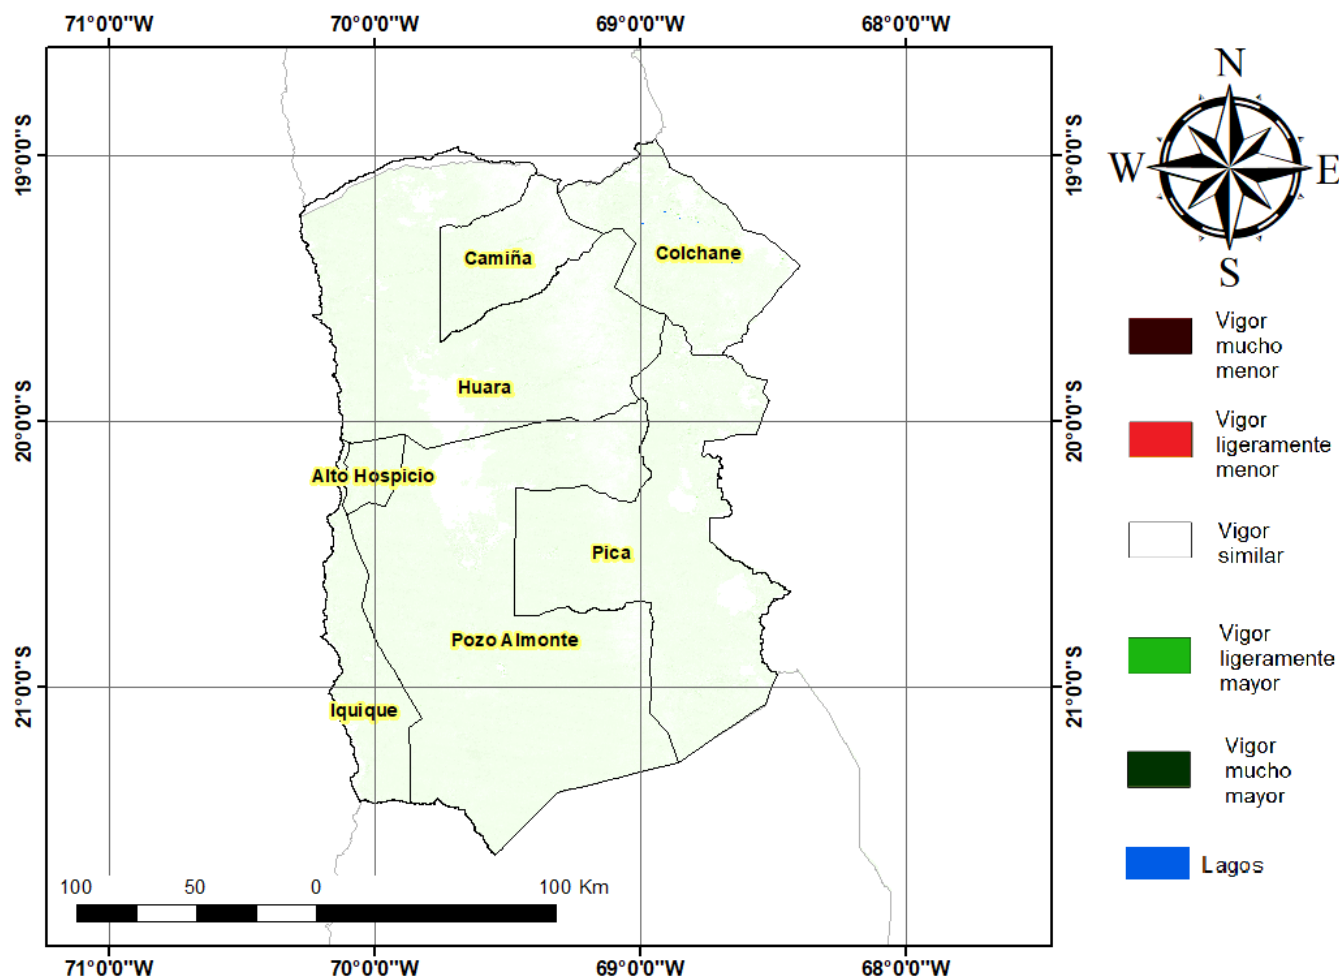 71°0'0"W 70°0'0"W 69°0'0"W 68°0'0"W
N
W E
S
19°0'0"S 19°0'0"S
Camiña
Colchane
Vigor
mucho
menor
Huara
20°0'0"S 20°0'0"S
Vigor
ligeramente
menor
Alto Hospicio
Vigor
similar
Pica
Pozo Almonte
Vigor
ligeramente
mayor
21°0'0"S 21°0'0"S
Iquique
Vigor
mucho
mayor
Lagos
100 50 0 100 Km
71°0'0"W 70°0'0"W 69°0'0"W 68°0'0"W